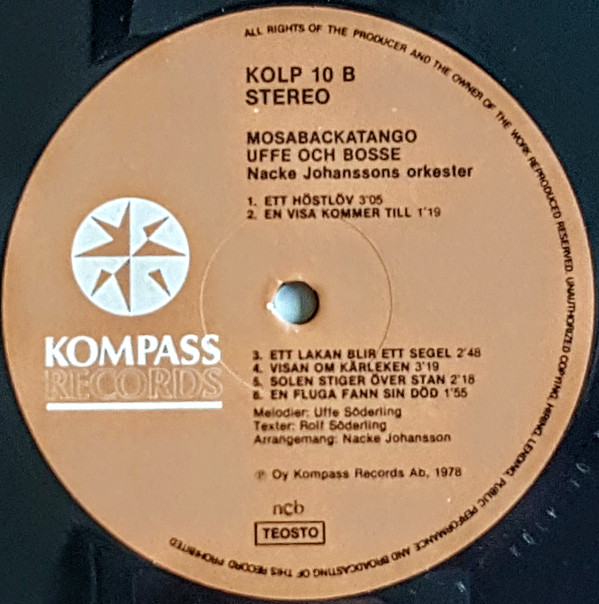 ALL RIGHTS OF THE PRODUCER AND THE OWNER OF THE WORK REPRODUCED RESERVED. UNAUTHORIZED COPYING, HIRING, LENDING, PUBLIC PERFORMANCE AND BROADCASTING OF THIS RECORD PROHIBITED
KOLP 10 B
STEREO
MOSABACKATANGO
UFFE OCH BOSSE
Nacke Johanssons orkester
1. ETT HÖSTLÖV 3'05
2. EN VISA KOMMER TILL 1'19
KOMPASS
RECORDS
3. ETT LAKAN BLIR ETT SEGEL 2'48
4. VISAN OM KÄRLEKEN 3'19
5. SOLEN STIGER ÖVER STAN 2'18
6. EN FLUGA FANN SIN DÖD 1'55
Melodier: Uffe Söderling
Texter: Rolf Söderling
Arrangemang: Nacke Johansson
℗ Oy Kompass Records Ab, 1978
ncb
TEOSTO